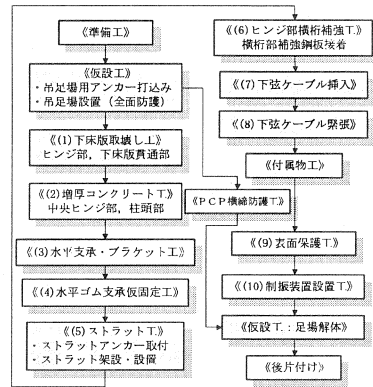 《準備工》
《仮設工》
・吊足場用アンカー打込み
・吊足場設置（全面防護）
《(1)下床版取壊し工》
ヒンジ部，下床版貫通部
《(2)増厚コンクリート工》
中央ヒンジ部，柱頭部
《(3)水平支承・ブラケット工》
《(4)水平ゴム支承仮固定工》
《(5)ストラット工》
・ストラットアンカー取付
・ストラット架設・設置
《(6)ヒンジ部横桁補強工》
横桁部補強鋼板接着
《(7)下弦ケーブル挿入》
《(8)下弦ケーブル緊張》
《付属物工》
《PCP横締防護工》
《(9)表面保護工》
《(10)制振装置設置工》
《仮設工：足場解体》
《後片付け》